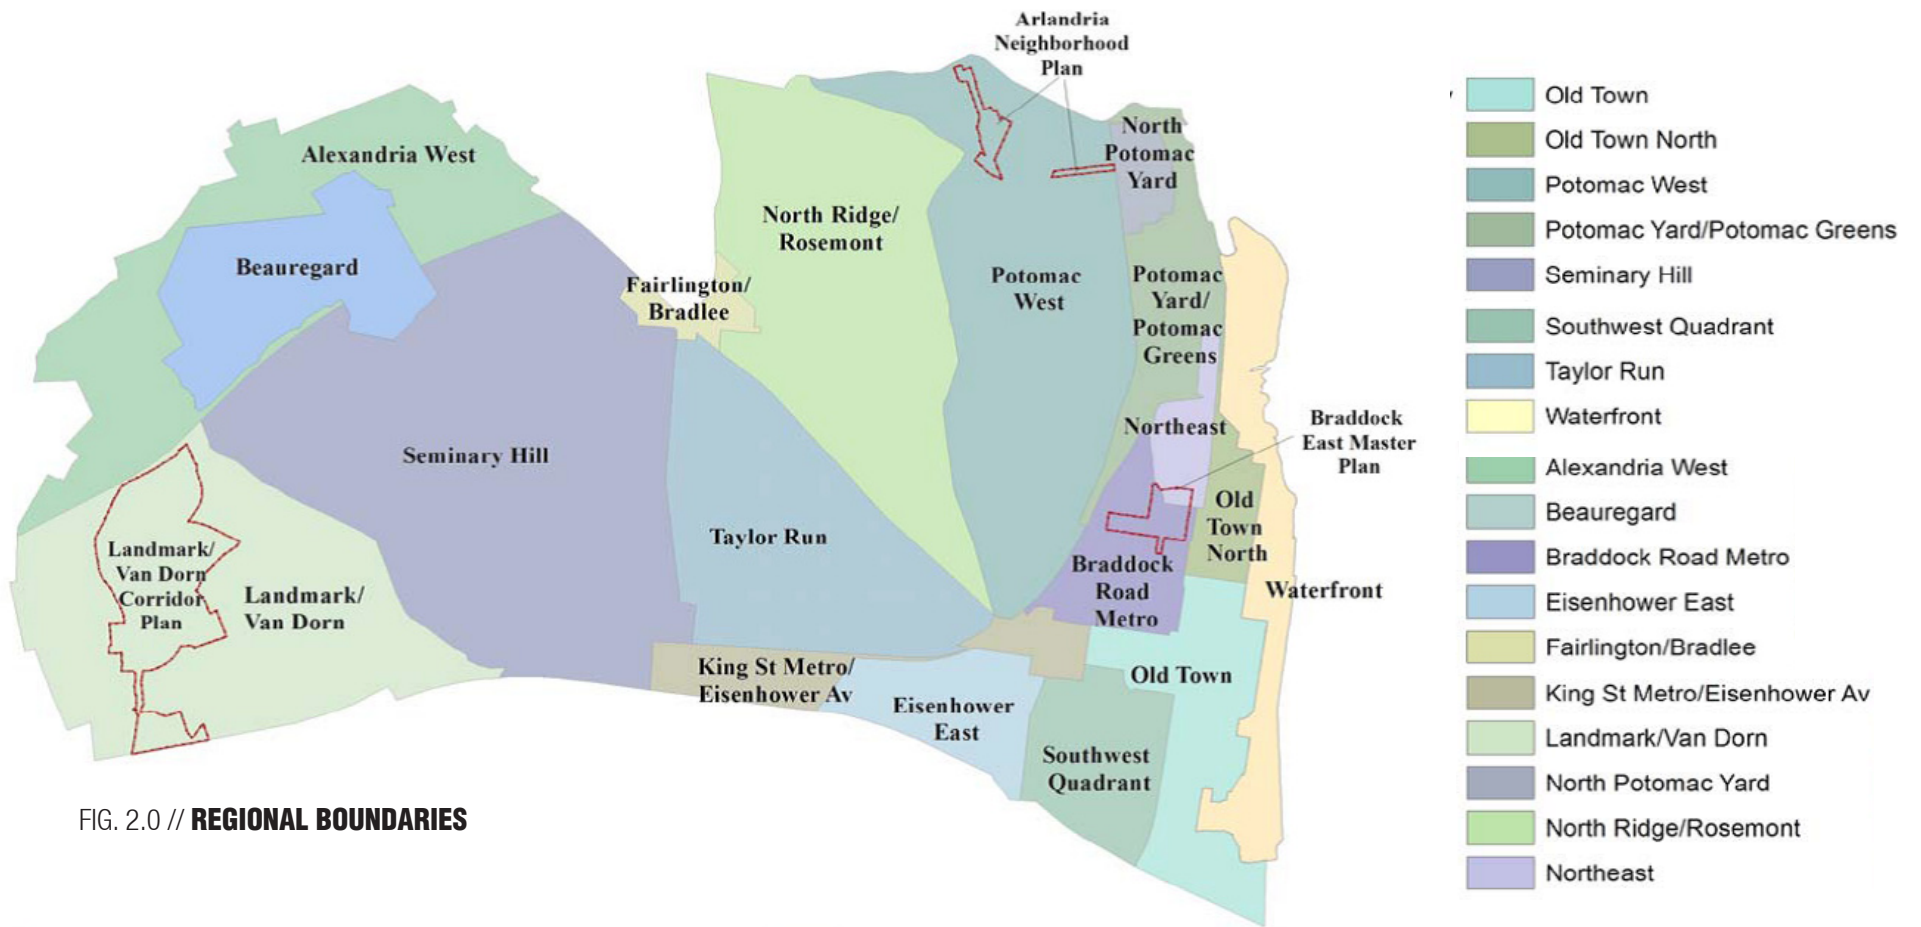 Arlandria
Neighborhood
Plan
Alexandria West
North
Potomac
Yard
North Ridge/
Rosemont
Beauregard
Fairlington/
Bradlee
Potomac
West
Potomac
Yard/
Potomac
Greens
Northeast
Braddock
East Master
Plan
Seminary Hill
Old
Town
North
Taylor Run
Landmark/
Van Dorn
Corridor
Plan
Landmark/
Van Dorn
Braddock
Road
Metro
Waterfront
King St Metro/
Eisenhower Av
Old Town
Eisenhower
East
Southwest
Quadrant
FIG. 2.0 // REGIONAL BOUNDARIES
Old Town
Old Town North
Potomac West
Potomac Yard/Potomac Greens
Seminary Hill
Southwest Quadrant
Taylor Run
Waterfront
Alexandria West
Beauregard
Braddock Road Metro
Eisenhower East
Fairlington/Bradlee
King St Metro/Eisenhower Av
Landmark/Van Dorn
North Potomac Yard
North Ridge/Rosemont
Northeast